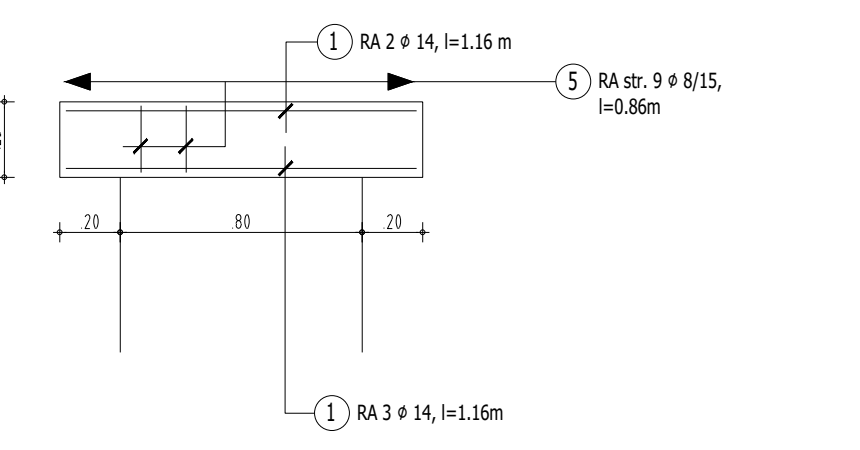 1 RA 2 ϕ 14, l=1.16 m
5 RA str. 9 ϕ 8/15,
l=0.86m
.20 .80 .20
1 RA 3 ϕ 14, l=1.16m